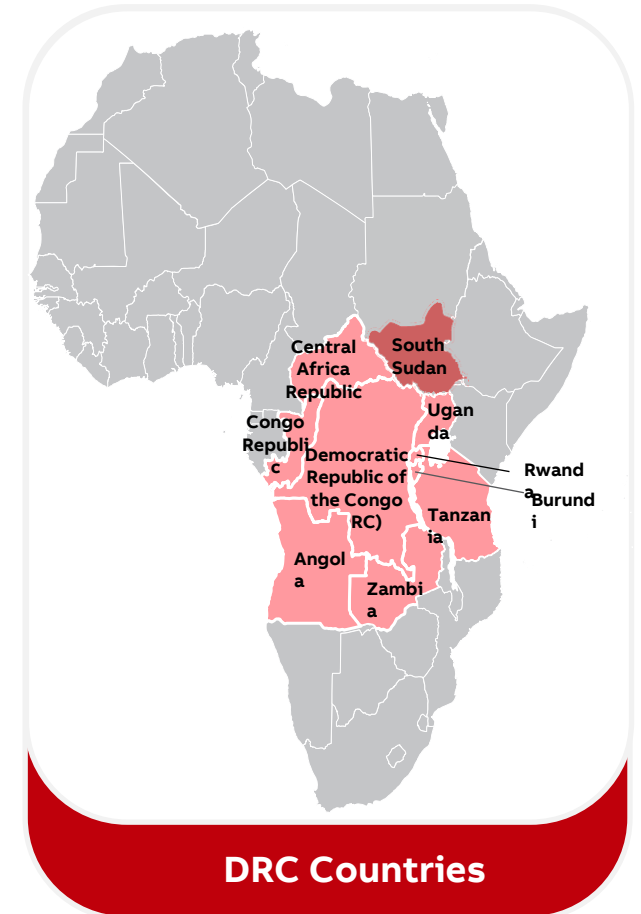 Central
Africa
Republic
South
Sudan
Ugan
da
Congo
Republi
c
Democratic
Republic of
the Congo
RC)
Rwand
a
Burund
i
Tanzan
ia
Angol
a
Zambi
a
DRC Countries